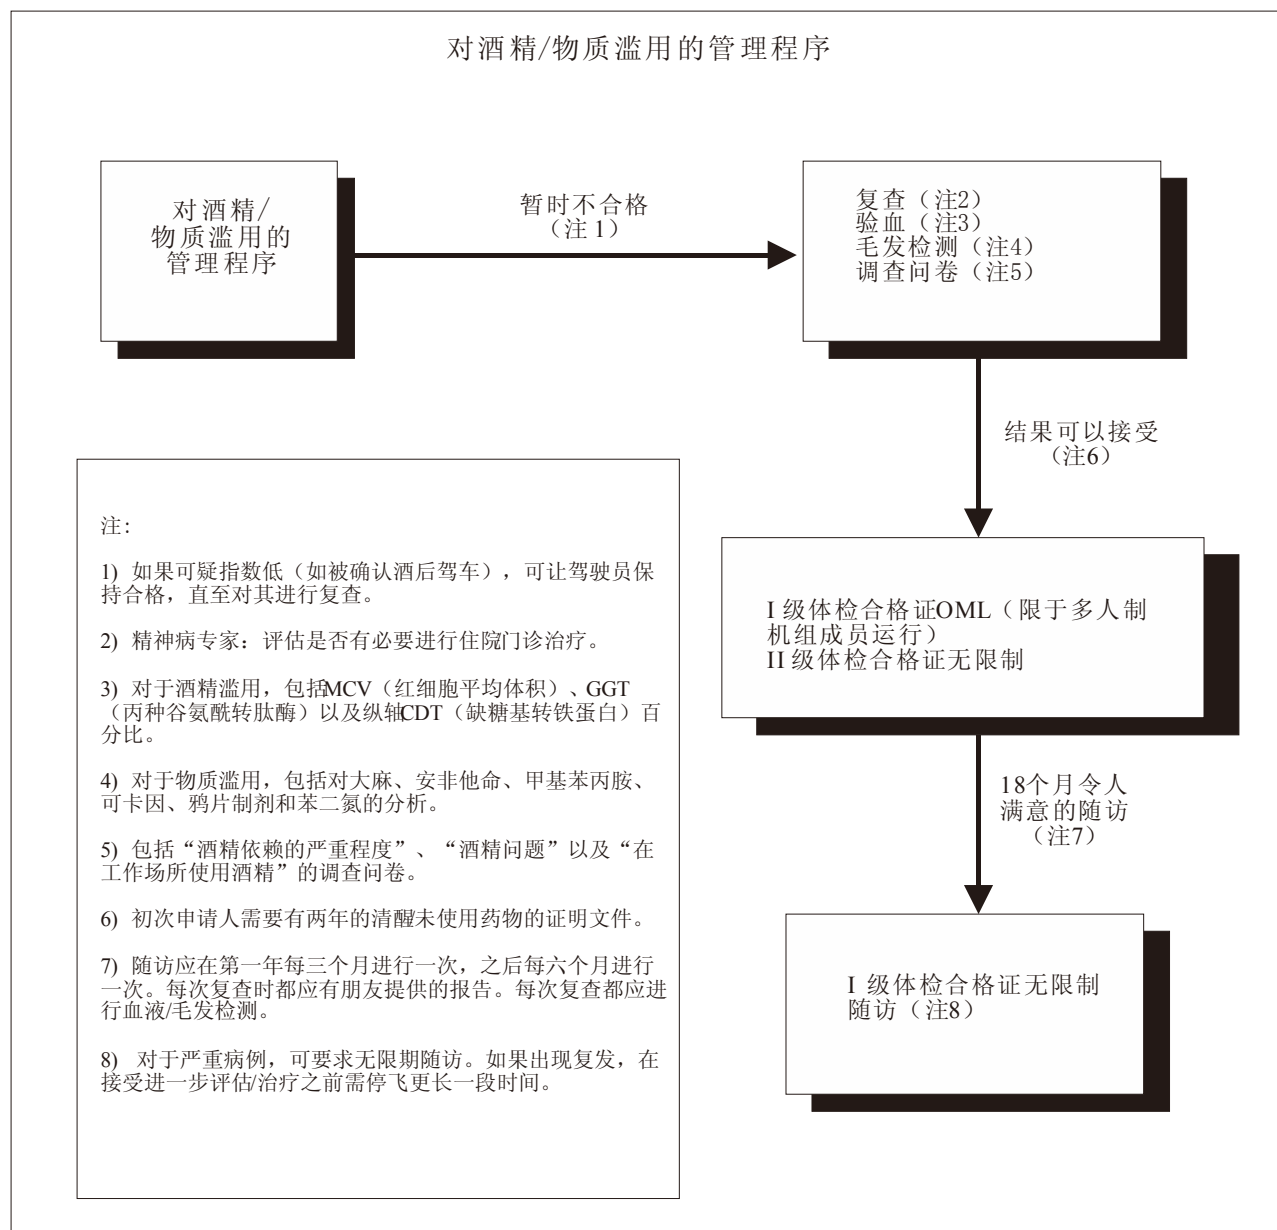 对酒精/物质滥用的管理程序
对酒精/
物质滥用的
管理程序
暂时不合格
（注 1）
复查（注2）
验血（注3）
毛发检测（注4）
调查问卷（注5）
结果可以接受
（注6）
I 级体检合格证OML（限于多人制
机组成员运行）
II 级体检合格证无限制
18个月令人
满意的随访
（注7）
I 级体检合格证无限制
随访（注8）
注:
1) 如果可疑指数低（如被确认酒后驾车），可让驾驶员保
持合格，直至对其进行复查。
2) 精神病专家：评估是否有必要进行住院门诊治疗。
3) 对于酒精滥用，包括MCV（红细胞平均体积）、GGT
（丙种谷氨酰转肽酶）以及纵轴CDT（缺糖基转铁蛋白）百
分比。
4) 对于物质滥用，包括对大麻、安非他命、甲基苯丙胺、
可卡因、鸦片制剂和苯二氮的分析。
5) 包括“酒精依赖的严重程度”、“酒精问题”以及“在
工作场所使用酒精”的调查问卷。
6) 初次申请人需要有两年的清醒未使用药物的证明文件。
7) 随访应在第一年每三个月进行一次，之后每六个月进行
一次。每次复查时都应有朋友提供的报告。每次复查都应进
行血液/毛发检测。
8) 对于严重病例，可要求无限期随访。如果出现复发，在
接受进一步评估/治疗之前需停飞更长一段时间。